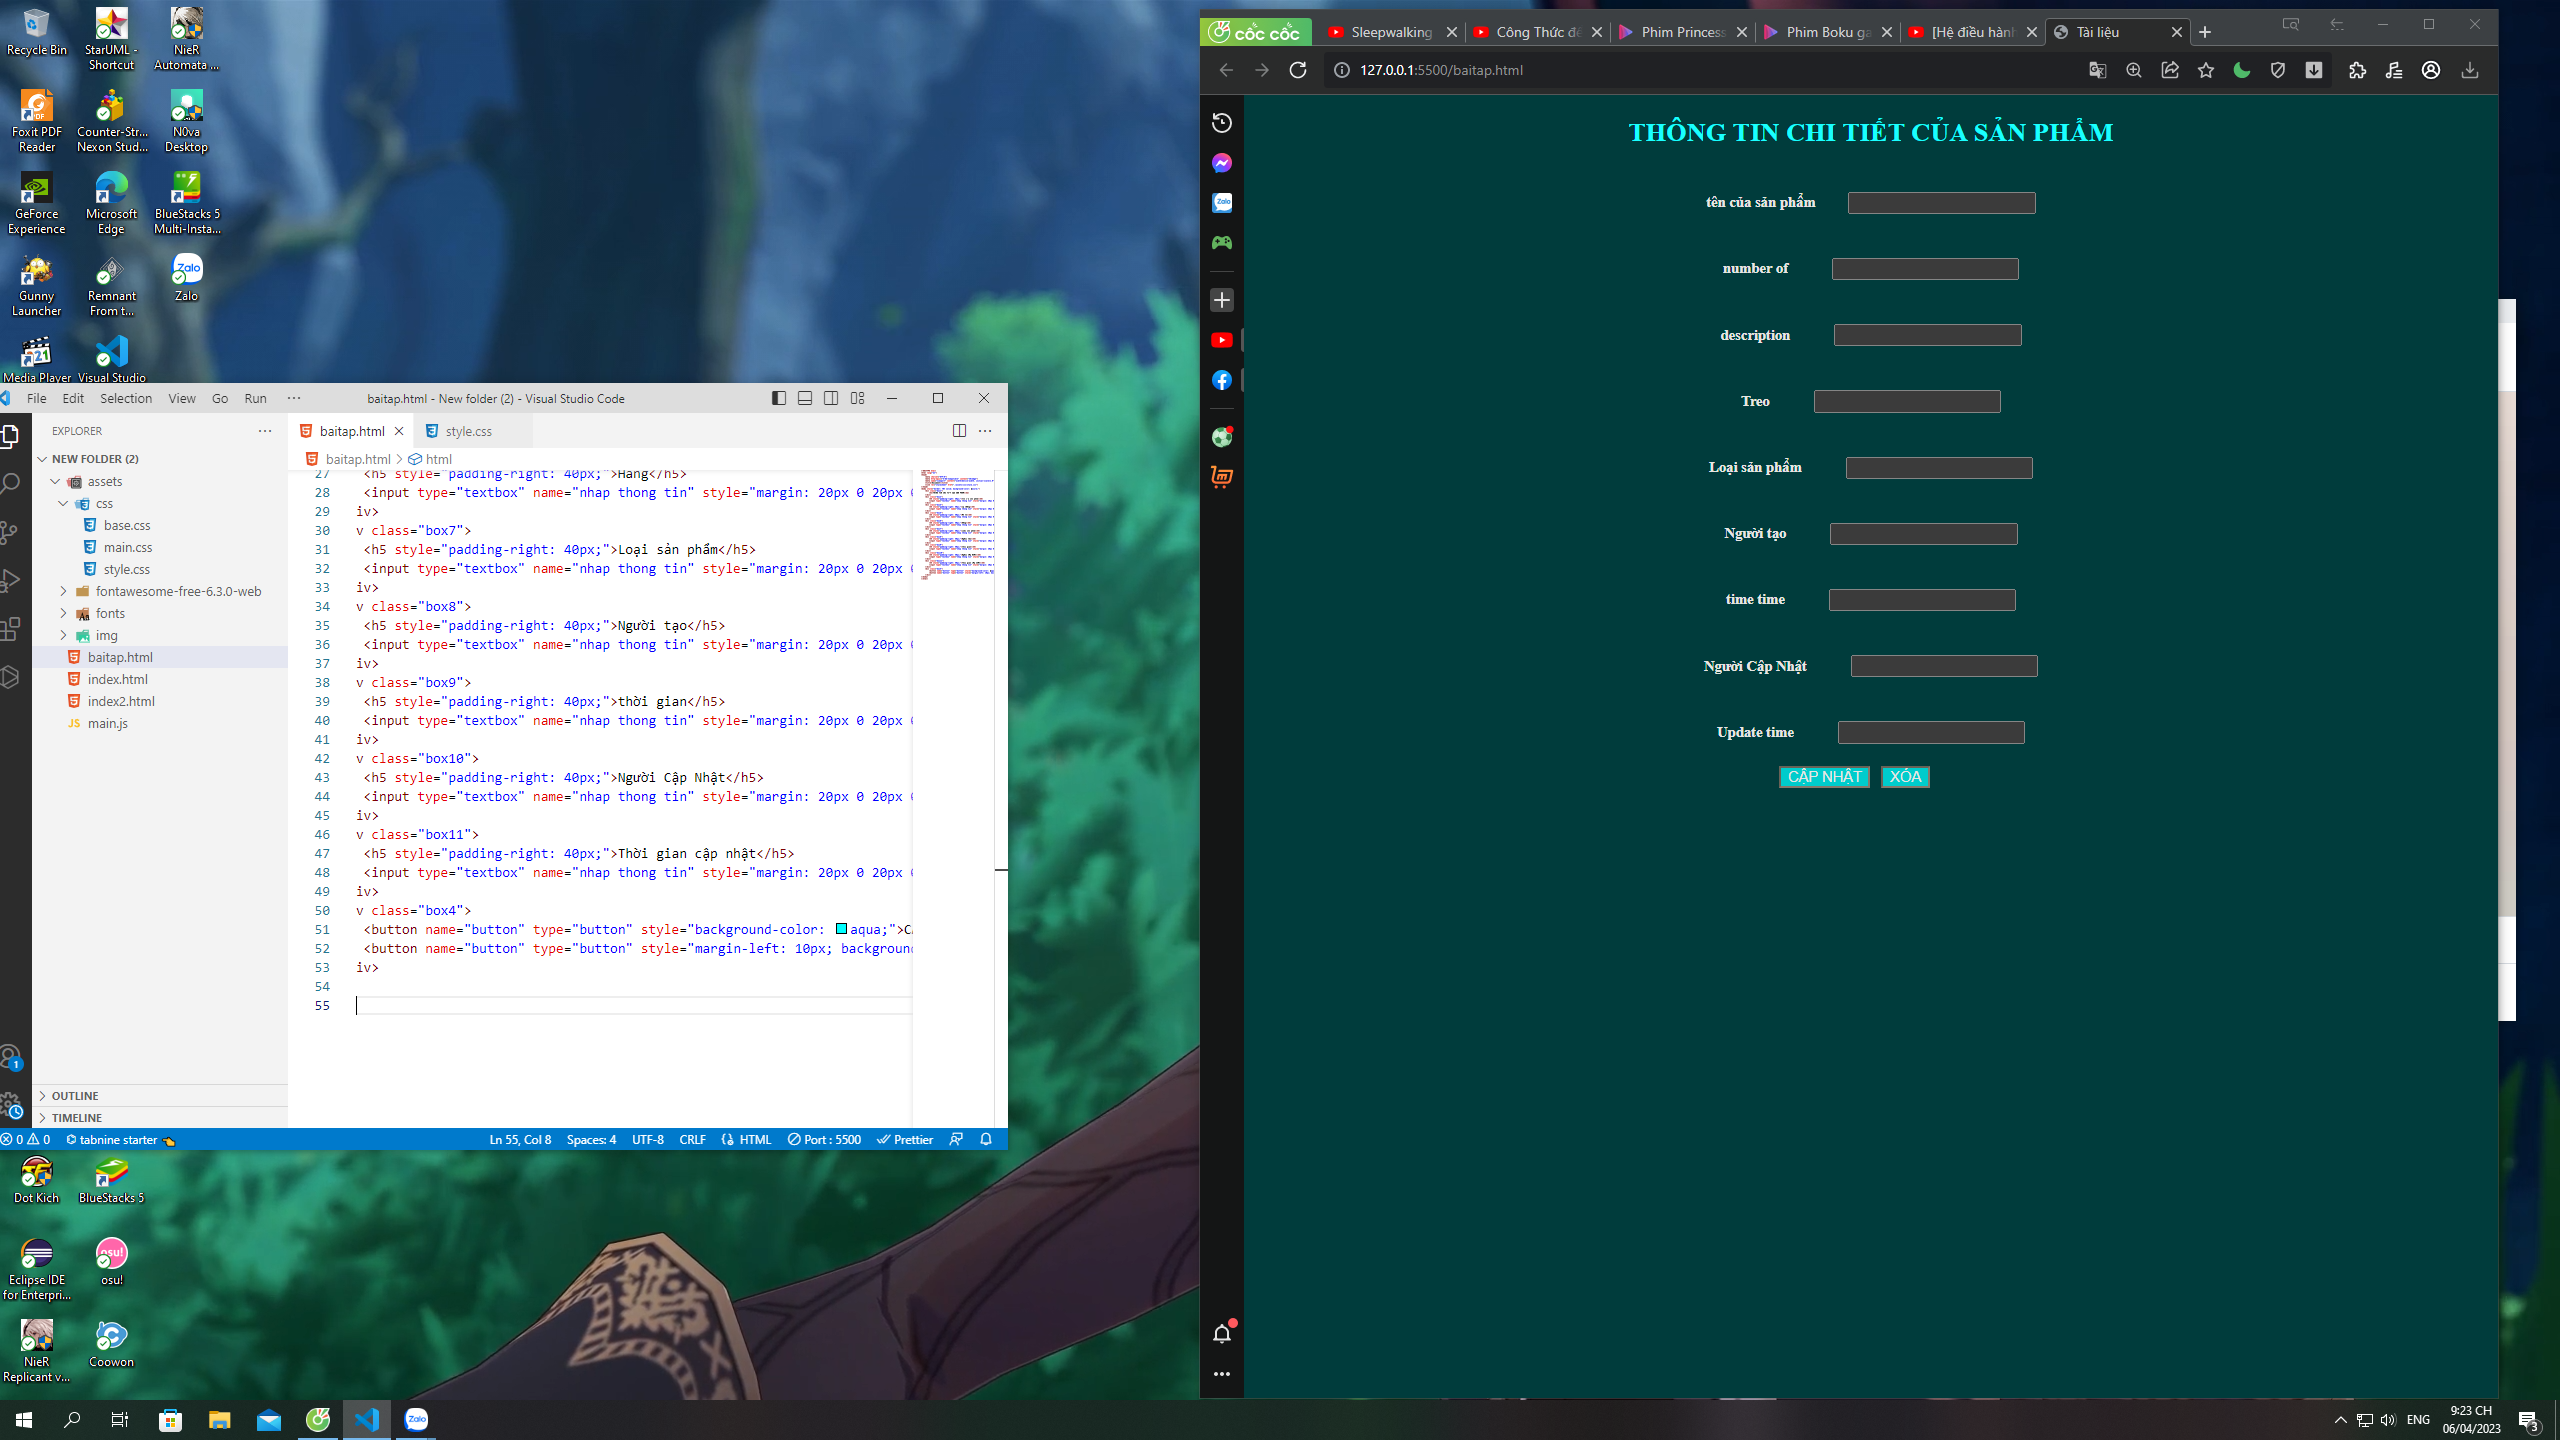 Recycle Bin
StarUML - Shortcut
NieR Automata ...
Foxit PDF Reader
Counter-Str... Nexon Stud...
N0va Desktop
GeForce Experience
Microsoft Edge
BlueStacks 5 Multi-Insta...
Gunny Launcher
Remnant From t...
Zalo
Media Player
Visual Studio
File Edit Selection View Go Run ···
baitap.html - New folder (2) - Visual Studio Code
EXPLORER
NEW FOLDER (2)
assets
css
base.css
main.css
style.css
fontawesome-free-6.3.0-web
fonts
img
baitap.html
index.html
index2.html
JS main.js
OUTLINE
TIMELINE
baitap.html
style.css
baitap.html > html
27 <h5 style="padding-right: 40px;">Hang</h5>
28 <input type="textbox" name="nhap thong tin" style="margin: 20px 0 20px 0
29 iv>
30 v class="box7">
31 <h5 style="padding-right: 40px;">Loại sản phẩm</h5>
32 <input type="textbox" name="nhap thong tin" style="margin: 20px 0 20px 0
33 iv>
34 v class="box8">
35 <h5 style="padding-right: 40px;">Người tạo</h5>
36 <input type="textbox" name="nhap thong tin" style="margin: 20px 0 20px 0
37 iv>
38 v class="box9">
39 <h5 style="padding-right: 40px;">thời gian</h5>
40 <input type="textbox" name="nhap thong tin" style="margin: 20px 0 20px 0
41 iv>
42 v class="box10">
43 <h5 style="padding-right: 40px;">Người Cập Nhật</h5>
44 <input type="textbox" name="nhap thong tin" style="margin: 20px 0 20px 0
45 iv>
46 v class="box11">
47 <h5 style="padding-right: 40px;">Thời gian cập nhật</h5>
48 <input type="textbox" name="nhap thong tin" style="margin: 20px 0 20px 0
49 iv>
50 v class="box4">
51 <button name="button" type="button" style="background-color: aqua;">C
52 <button name="button" type="button" style="margin-left: 10px; background
53 iv>
54
55
1
0 0 tabnine starter
Ln 55, Col 8 Spaces: 4 UTF-8 CRLF HTML Port : 5500 Prettier
Dot Kich
BlueStacks 5
Eclipse IDE for Enterpri...
osu!
NieR Replicant v...
Coowon
cốc cốc
Sleepwalking
Công Thức để
Phim Princess
Phim Boku ga
[Hệ điều hành
Tài liệu
127.0.0.1:5500/baitap.html
THÔNG TIN CHI TIẾT CỦA SẢN PHẨM
tên của sản phẩm
number of
description
Treo
Loại sản phẩm
Người tạo
time time
Người Cập Nhật
Update time
CẬP NHẬT XÓA
ENG
9:23 CH
06/04/2023
3